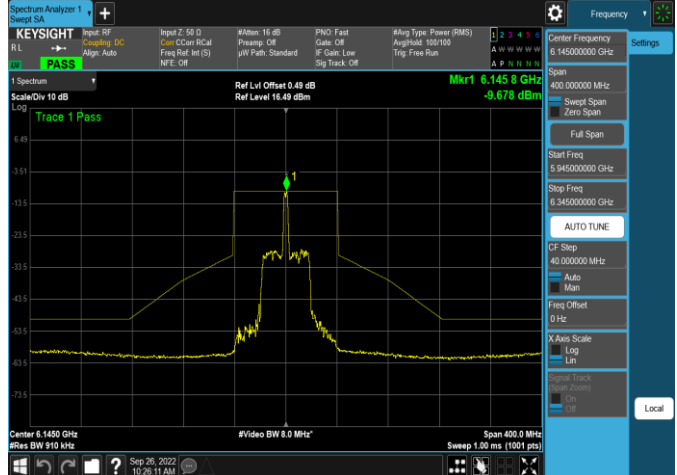 Spectrum Analyzer 1
Swept SA
+
Frequency
KEYSIGHT
RL
PASS
Input: RF
Coupling: DC
Align: Auto
Input Z: 50 Ω
Corr CCorr RCal
Freq Ref: Int (S)
NFE: Off
#Atten: 16 dB
Preamp: Off
µW Path: Standard
PNO: Fast
Gate: Off
IF Gain: Low
Sig Track: Off
#Avg Type: Power (RMS)
Avg|Hold: 100/100
Trig: Free Run
1 2 3 4 5 6
A W W W W W
A P N N N N
1 Spectrum
Scale/Div 10 dB
Log
Ref Lvl Offset 0.49 dB
Ref Level 16.49 dBm
Mkr1 6.145 8 GHz
-9.678 dBm
Trace 1 Pass
1
6.49
-3.51
-13.5
-23.5
-33.5
-43.5
-53.5
-63.5
-73.5
Center 6.1450 GHz
#Res BW 910 kHz
#Video BW 8.0 MHz*
Span 400.0 MHz
Sweep 1.00 ms (1001 pts)
Center Frequency
6.145000000 GHz
Span
400.000000 MHz
Swept Span
Zero Span
Full Span
Start Freq
5.945000000 GHz
Stop Freq
6.345000000 GHz
AUTO TUNE
CF Step
40.000000 MHz
Auto
Man
Freq Offset
0 Hz
X Axis Scale
Log
Lin
Signal Track
(Span Zoom)
On
Off
Settings
Local
?
Sep 26, 2022
10:26:11 AM